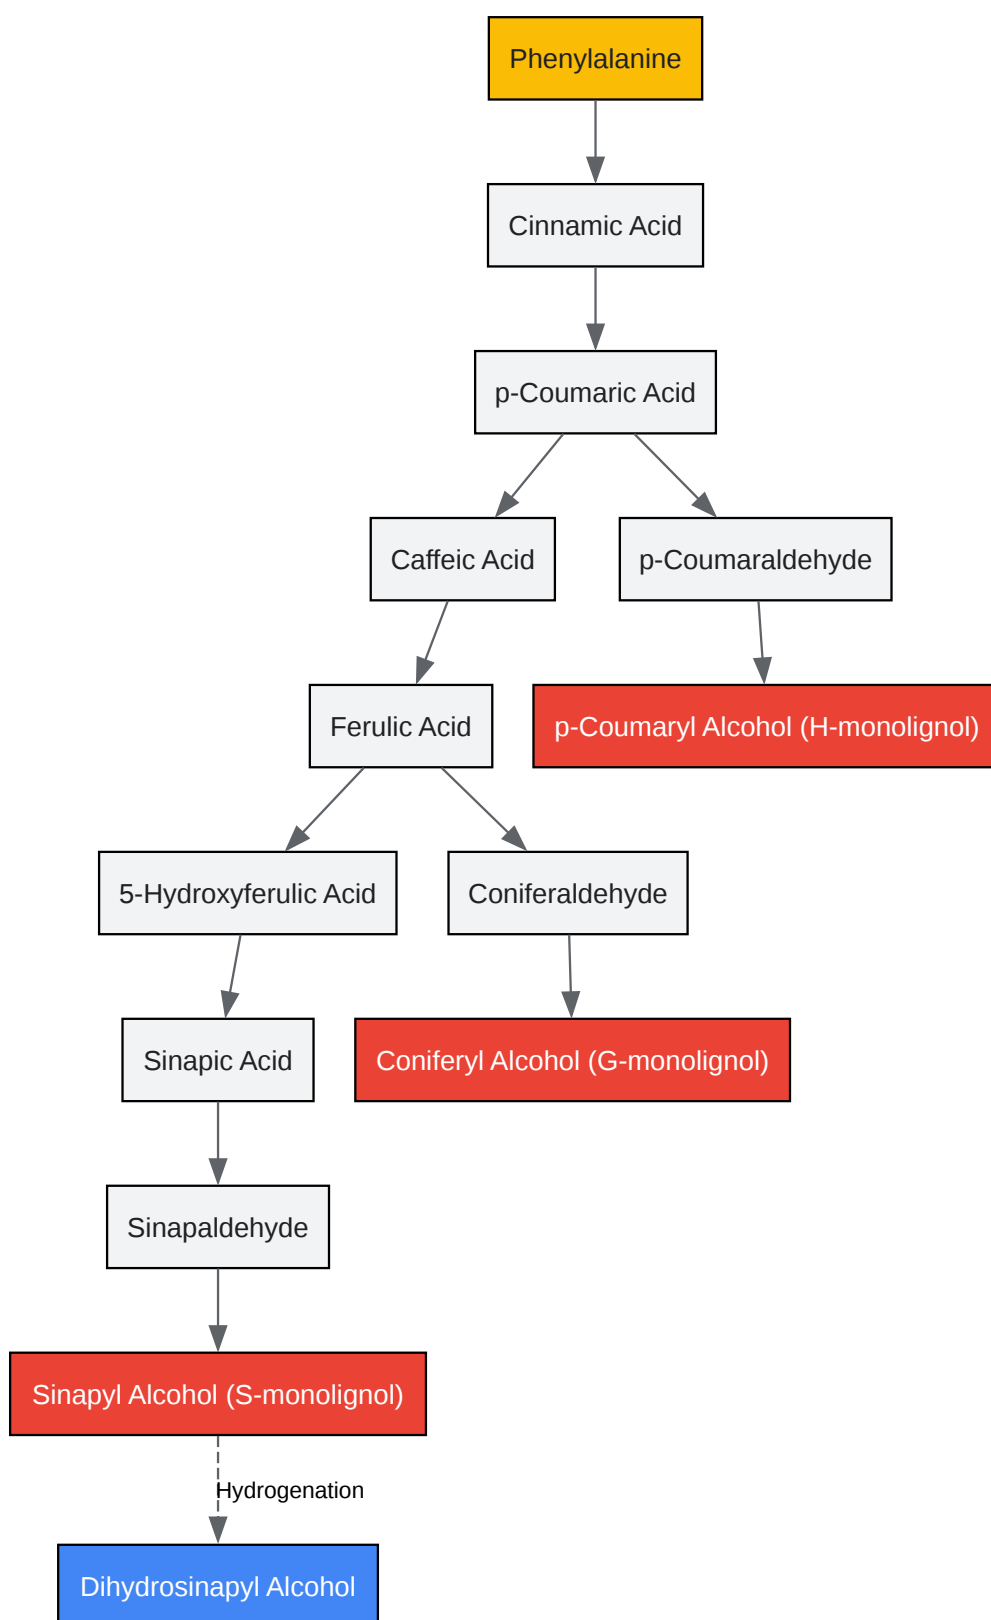 Phenylalanine
Cinnamic Acid
p-Coumaric Acid
Caffeic Acid
p-Coumaraldehyde
Ferulic Acid
p-Coumaryl Alcohol (H-monolignol)
5-Hydroxyferulic Acid
Coniferaldehyde
Sinapic Acid
Coniferyl Alcohol (G-monolignol)
Sinapaldehyde
Sinapyl Alcohol (S-monolignol)
Hydrogenation
Dihydrosinapyl Alcohol